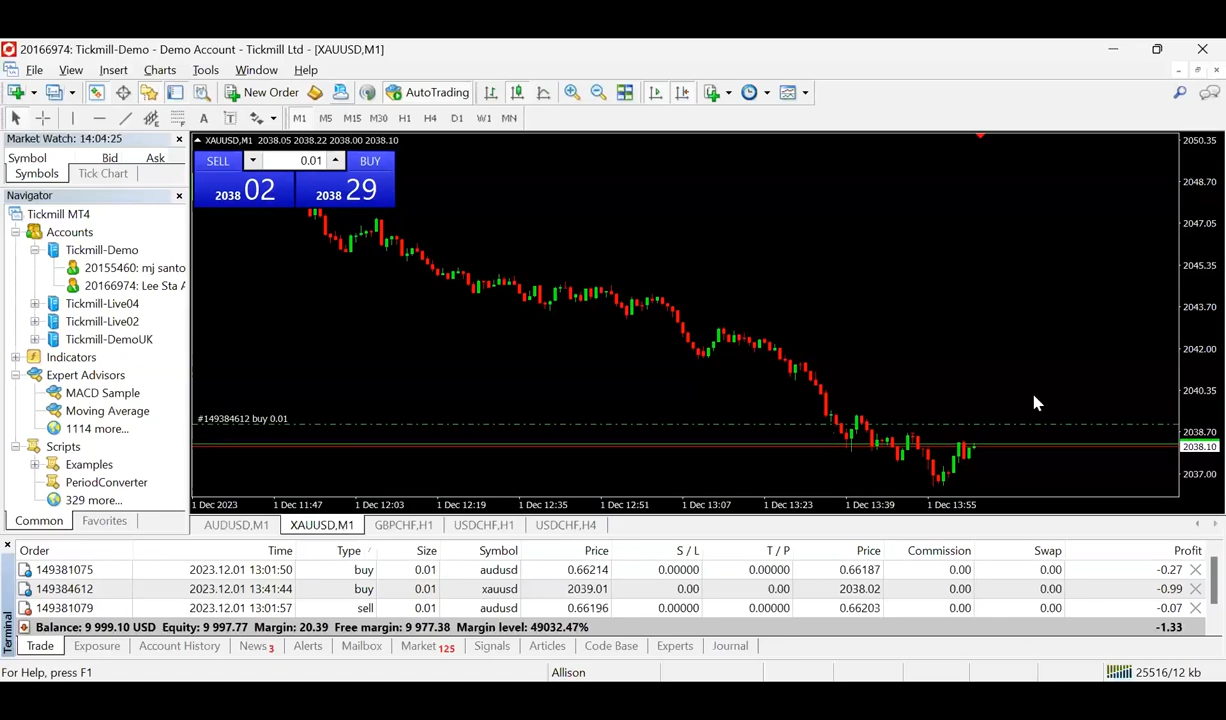 20166974: Tickmill-Demo - Demo Account - Tickmill Ltd - [XAUUSD,M1]
File View Insert Charts Tools Window Help
New Order AutoTrading
A T M1 M5 M15 M30 H1 H4 D1 W1 MN
Market Watch: 14:04:25
Symbol Bid Ask
Symbols Tick Chart
Navigator
Tickmill MT4
Accounts
Tickmill-Demo
20155460: mj santo
20166974: Lee Sta A
Tickmill-Live04
Tickmill-Live02
Tickmill-DemoUK
Indicators
Expert Advisors
MACD Sample
Moving Average
1114 more...
Scripts
Examples
PeriodConverter
329 more...
Common Favorites
XAUUSD,M1 2038.05 2038.22 2038.00 2038.10
SELL 0.01 BUY
2038 02 2038 29
#149384612 buy 0.01
2050.35
2048.70
2047.05
2045.35
2043.70
2042.00
2040.35
2038.70
2038.10
2037.00
1 Dec 2023 1 Dec 11:47 1 Dec 12:03 1 Dec 12:19 1 Dec 12:35 1 Dec 12:51 1 Dec 13:07 1 Dec 13:23 1 Dec 13:39 1 Dec 13:55
AUDUSD,M1 XAUUSD,M1 GBPCHF,H1 USDCHF,H1 USDCHF,H4
Order Time Type Size Symbol Price S / L T / P Price Commission Swap Profit
149381075 2023.12.01 13:01:50 buy 0.01 audusd 0.66214 0.00000 0.00000 0.66187 0.00 0.00 -0.27
149384612 2023.12.01 13:41:44 buy 0.01 xauusd 2039.01 0.00 0.00 2038.02 0.00 0.00 -0.99
149381079 2023.12.01 13:01:57 sell 0.01 audusd 0.66196 0.00000 0.00000 0.66203 0.00 0.00 -0.07
Balance: 9 999.10 USD Equity: 9 997.77 Margin: 20.39 Free margin: 9 977.38 Margin level: 49032.47% -1.33
Terminal
Trade Exposure Account History News 3 Alerts Mailbox Market 125 Signals Articles Code Base Experts Journal
For Help, press F1 Allison 25516/12 kb